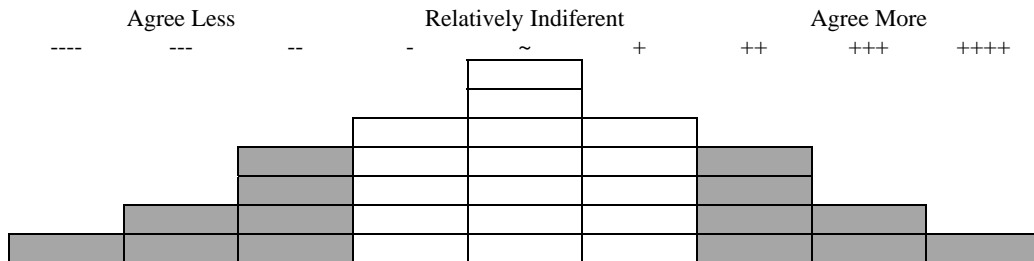 Agree Less Relatively Indiferent Agree More
---- --- -- - ~ + ++ +++ ++++